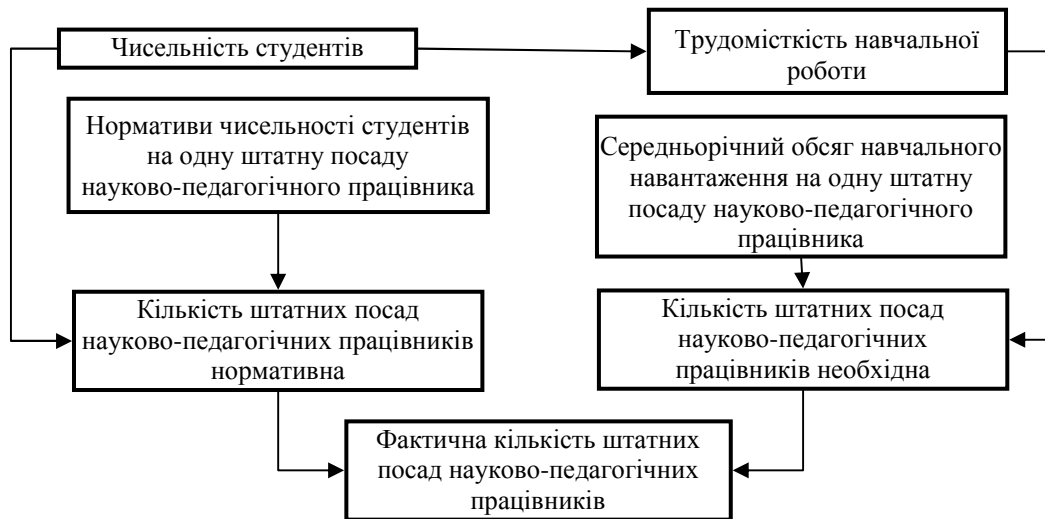 Чисельність студентів
Трудомісткість навчальної
роботи
Нормативи чисельності студентів
на одну штатну посаду
науково-педагогічного працівника
Середньорічний обсяг навчального
навантаження на одну штатну
посаду науково-педагогічного
працівника
Кількість штатних посад
науково-педагогічних працівників
нормативна
Кількість штатних посад
науково-педагогічних
працівників необхідна
Фактична кількість штатних
посад науково-педагогічних
працівників